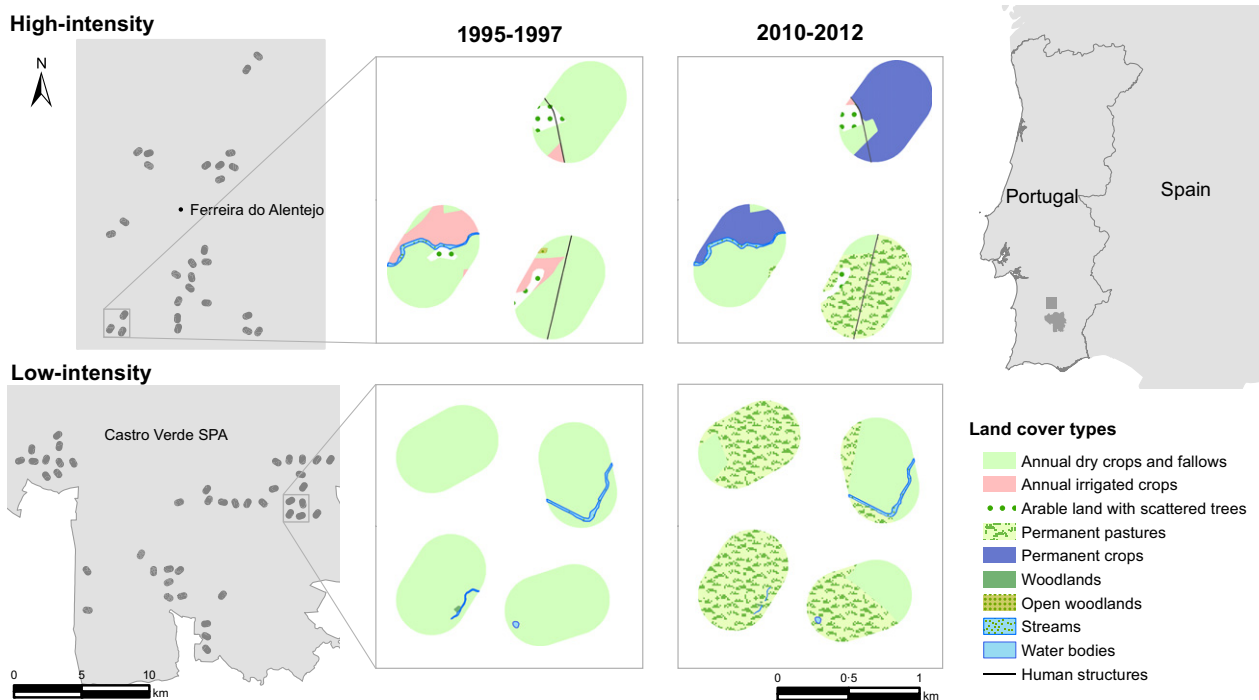 High-intensity
1995-1997
2010-2012
N
Ferreira do Alentejo
Portugal
Spain
Low-intensity
Castro Verde SPA
0 5 10
km
0 0·5 1
km
Land cover types
Annual dry crops and fallows
Annual irrigated crops
Arable land with scattered trees
Permanent pastures
Permanent crops
Woodlands
Open woodlands
Streams
Water bodies
Human structures